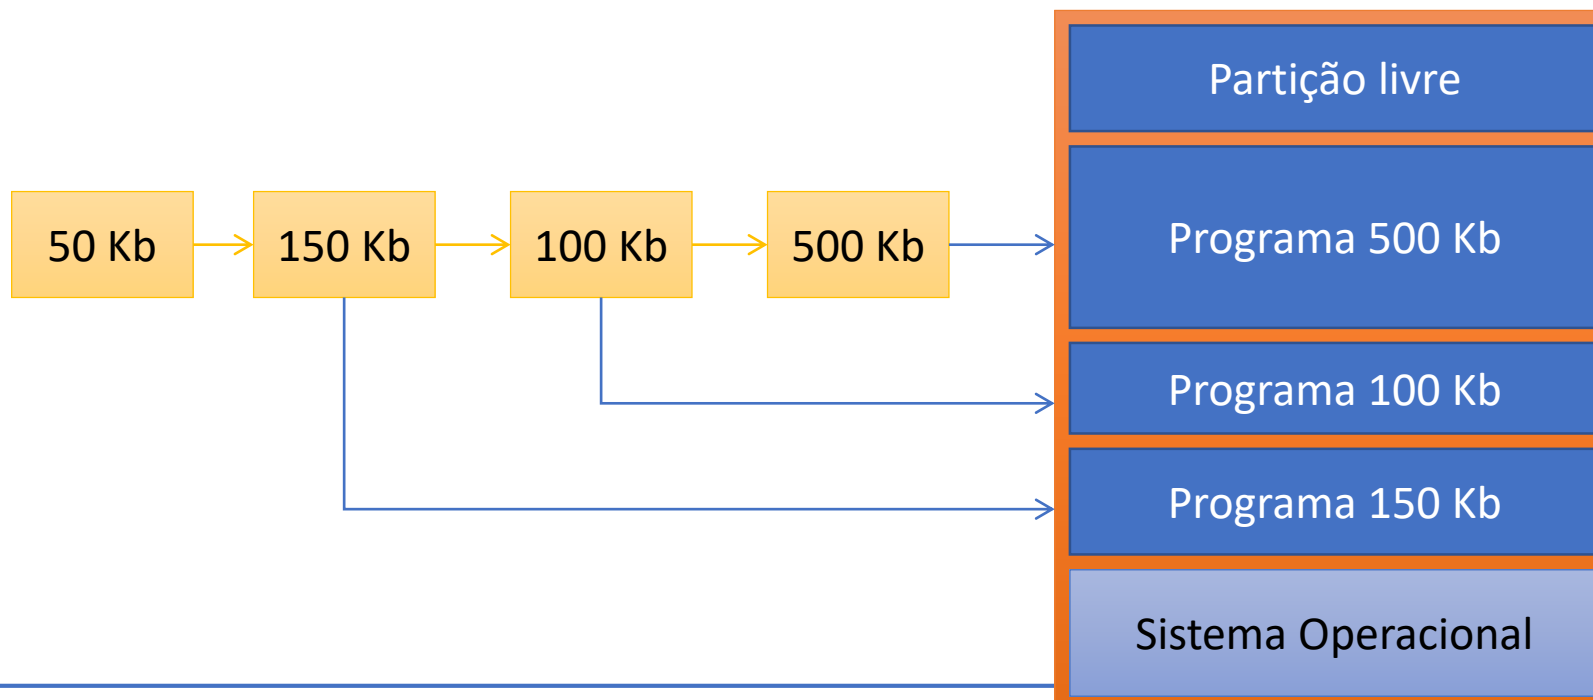 Partição livre
50 Kb
150 Kb
100 Kb
500 Kb
Programa 500 Kb
Programa 100 Kb
Programa 150 Kb
Sistema Operacional